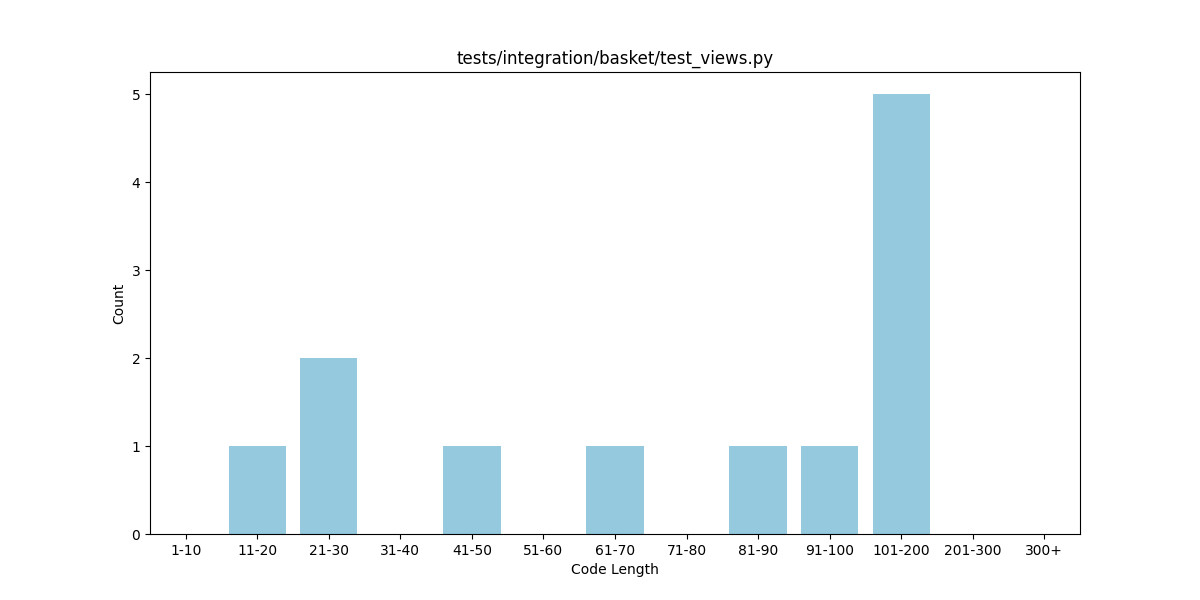 tests/integration/basket/test_views.py
5
4
3
2
1
0
Count
1-10 11-20 21-30 31-40 41-50 51-60 61-70 71-80 81-90 91-100 101-200 201-300 300+
Code Length